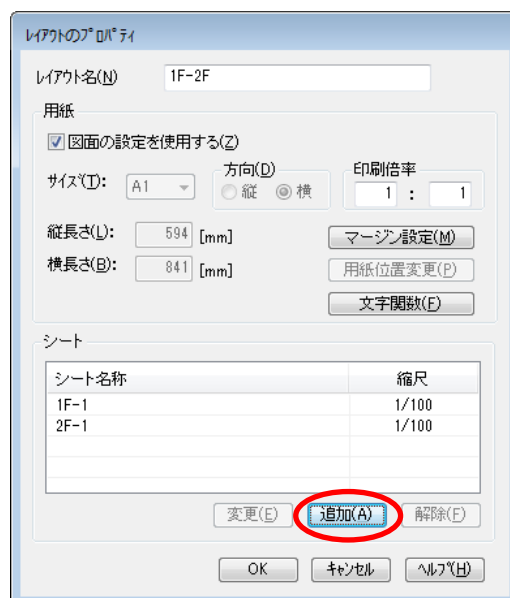 ﾚｲｱｳﾄのﾌﾟﾛﾊﾟﾃｨ
ﾚｲｱｳﾄ名(N) 1F-2F
用紙
図面の設定を使用する(Z)
ｻｲｽﾞ(T): A1 方向(D) 縦 横 印刷倍率 1 : 1
縦長さ(L): 594 [mm] マージン設定(M)
横長さ(B): 841 [mm] 用紙位置変更(P)
文字関数(F)
シート
シート名称 縮尺
1F-1 1/100
2F-1 1/100
変更(E) 追加(A) 解除(F)
OK ｷｬﾝｾﾙ ﾍﾙﾌﾟ(H)